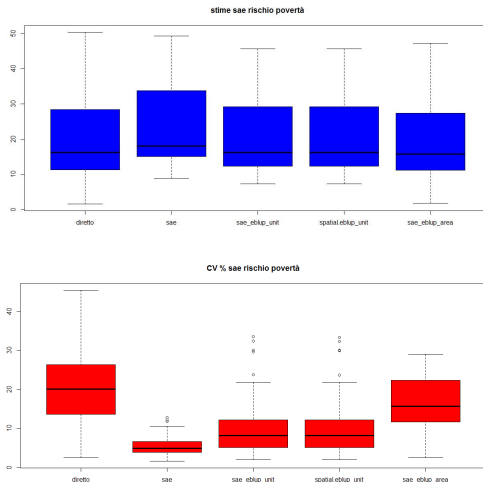 stime sae rischio povertà
50
40
30
20
10
0
diretto sae sae_eblup_unit spatial.eblup_unit sae_eblup_area
CV % sae rischio povertà
40
30
20
10
0
diretto sae sae_eblup_unit spatial.eblup_unit sae_eblup_area